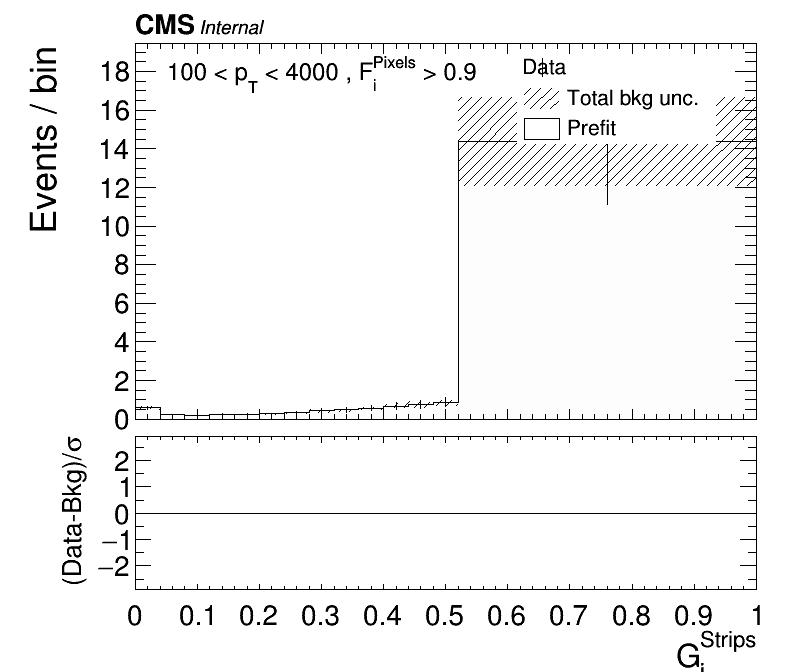 CMS Internal
100 < p_T < 4000 , F_i^Pixels > 0.9
Data
Total bkg unc.
Prefit
Events / bin
18
16
14
12
10
8
6
4
2
0
(Data-Bkg)/σ
2
1
0
−1
−2
0 0.1 0.2 0.3 0.4 0.5 0.6 0.7 0.8 0.9 1
G_i^Strips